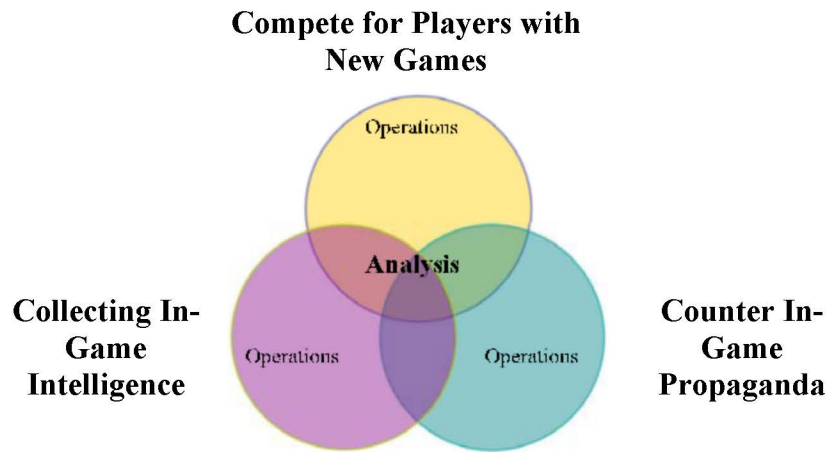 Compete for Players with
New Games
Operations
Analysis
Collecting In-
Game
Intelligence
Operations
Operations
Counter In-
Game
Propaganda